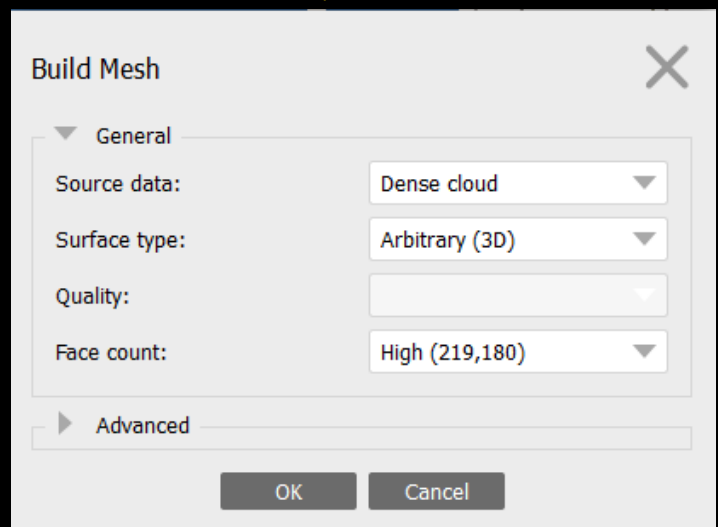 Build Mesh
General
Source data: Dense cloud
Surface type: Arbitrary (3D)
Quality:
Face count: High (219,180)
Advanced
OK Cancel